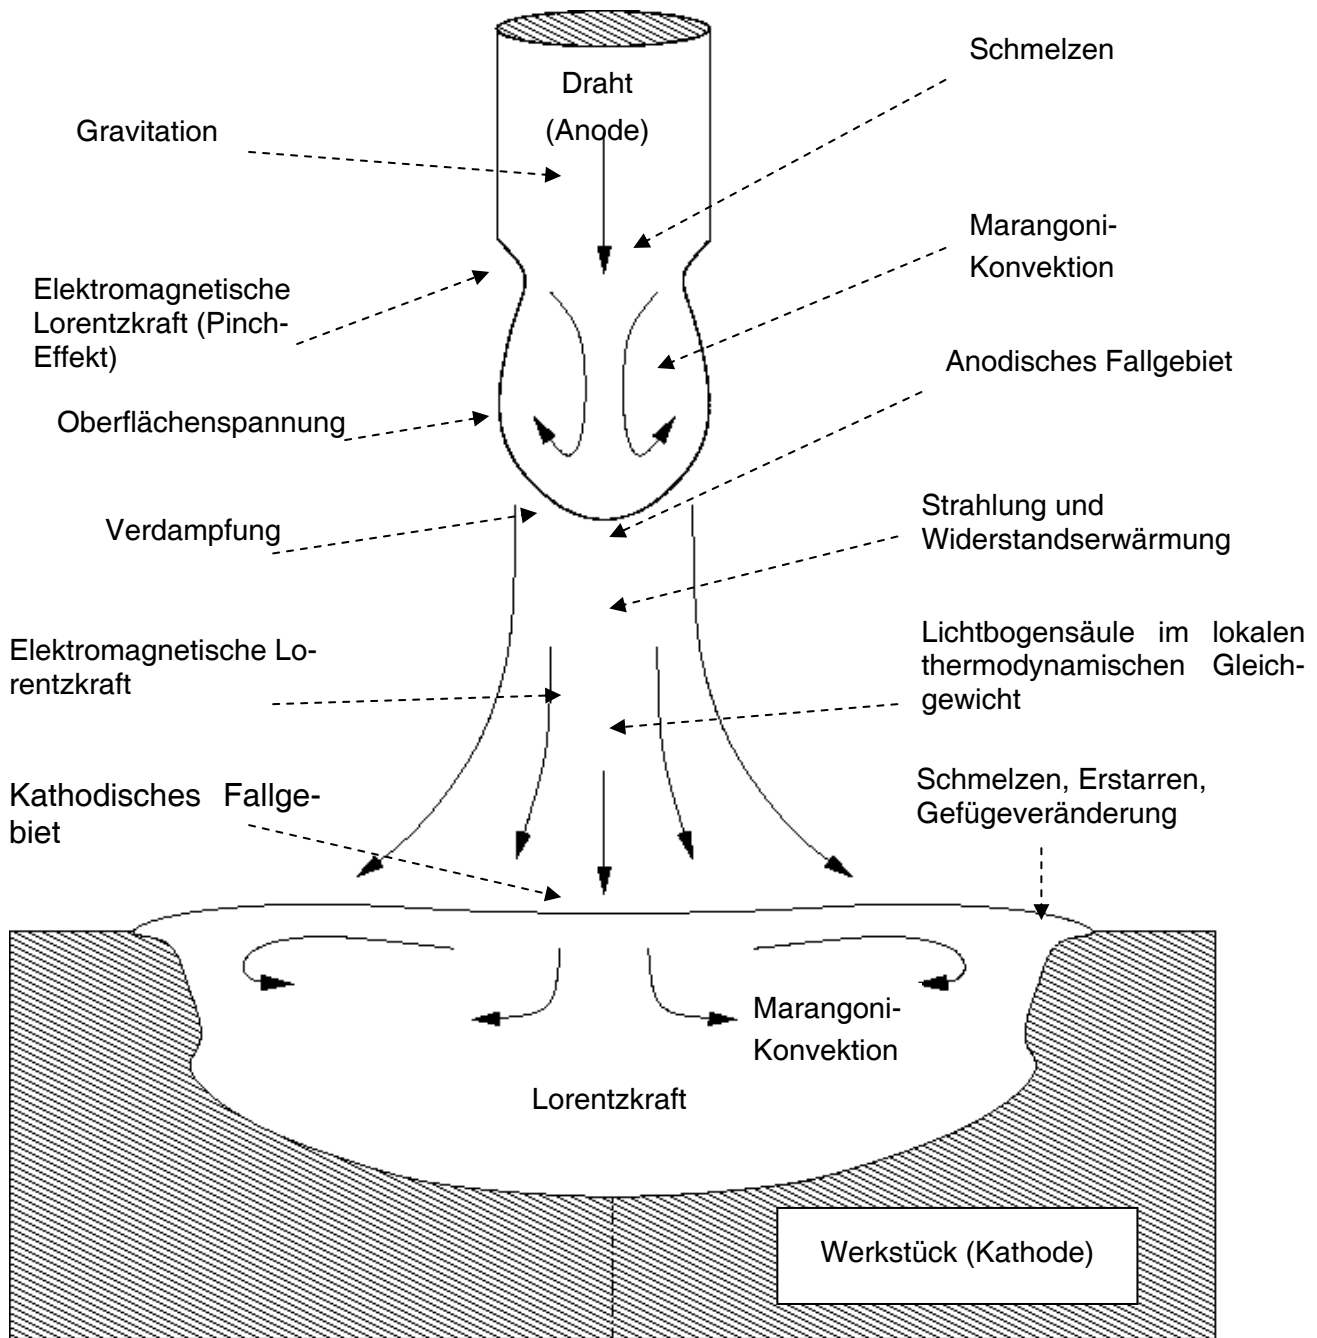 Draht
(Anode)
Schmelzen
Gravitation
Marangoni-
Konvektion
Elektromagnetische
Lorentzkraft (Pinch-
Effekt)
Anodisches Fallgebiet
Oberflächenspannung
Strahlung und
Widerstandserwärmung
Verdampfung
Lichtbogensäule im lokalen
thermodynamischen Gleich-
gewicht
Elektromagnetische Lo-
rentzkraft
Schmelzen, Erstarren,
Gefügeveränderung
Kathodisches Fallge-
biet
Marangoni-
Konvektion
Lorentzkraft
Werkstück (Kathode)